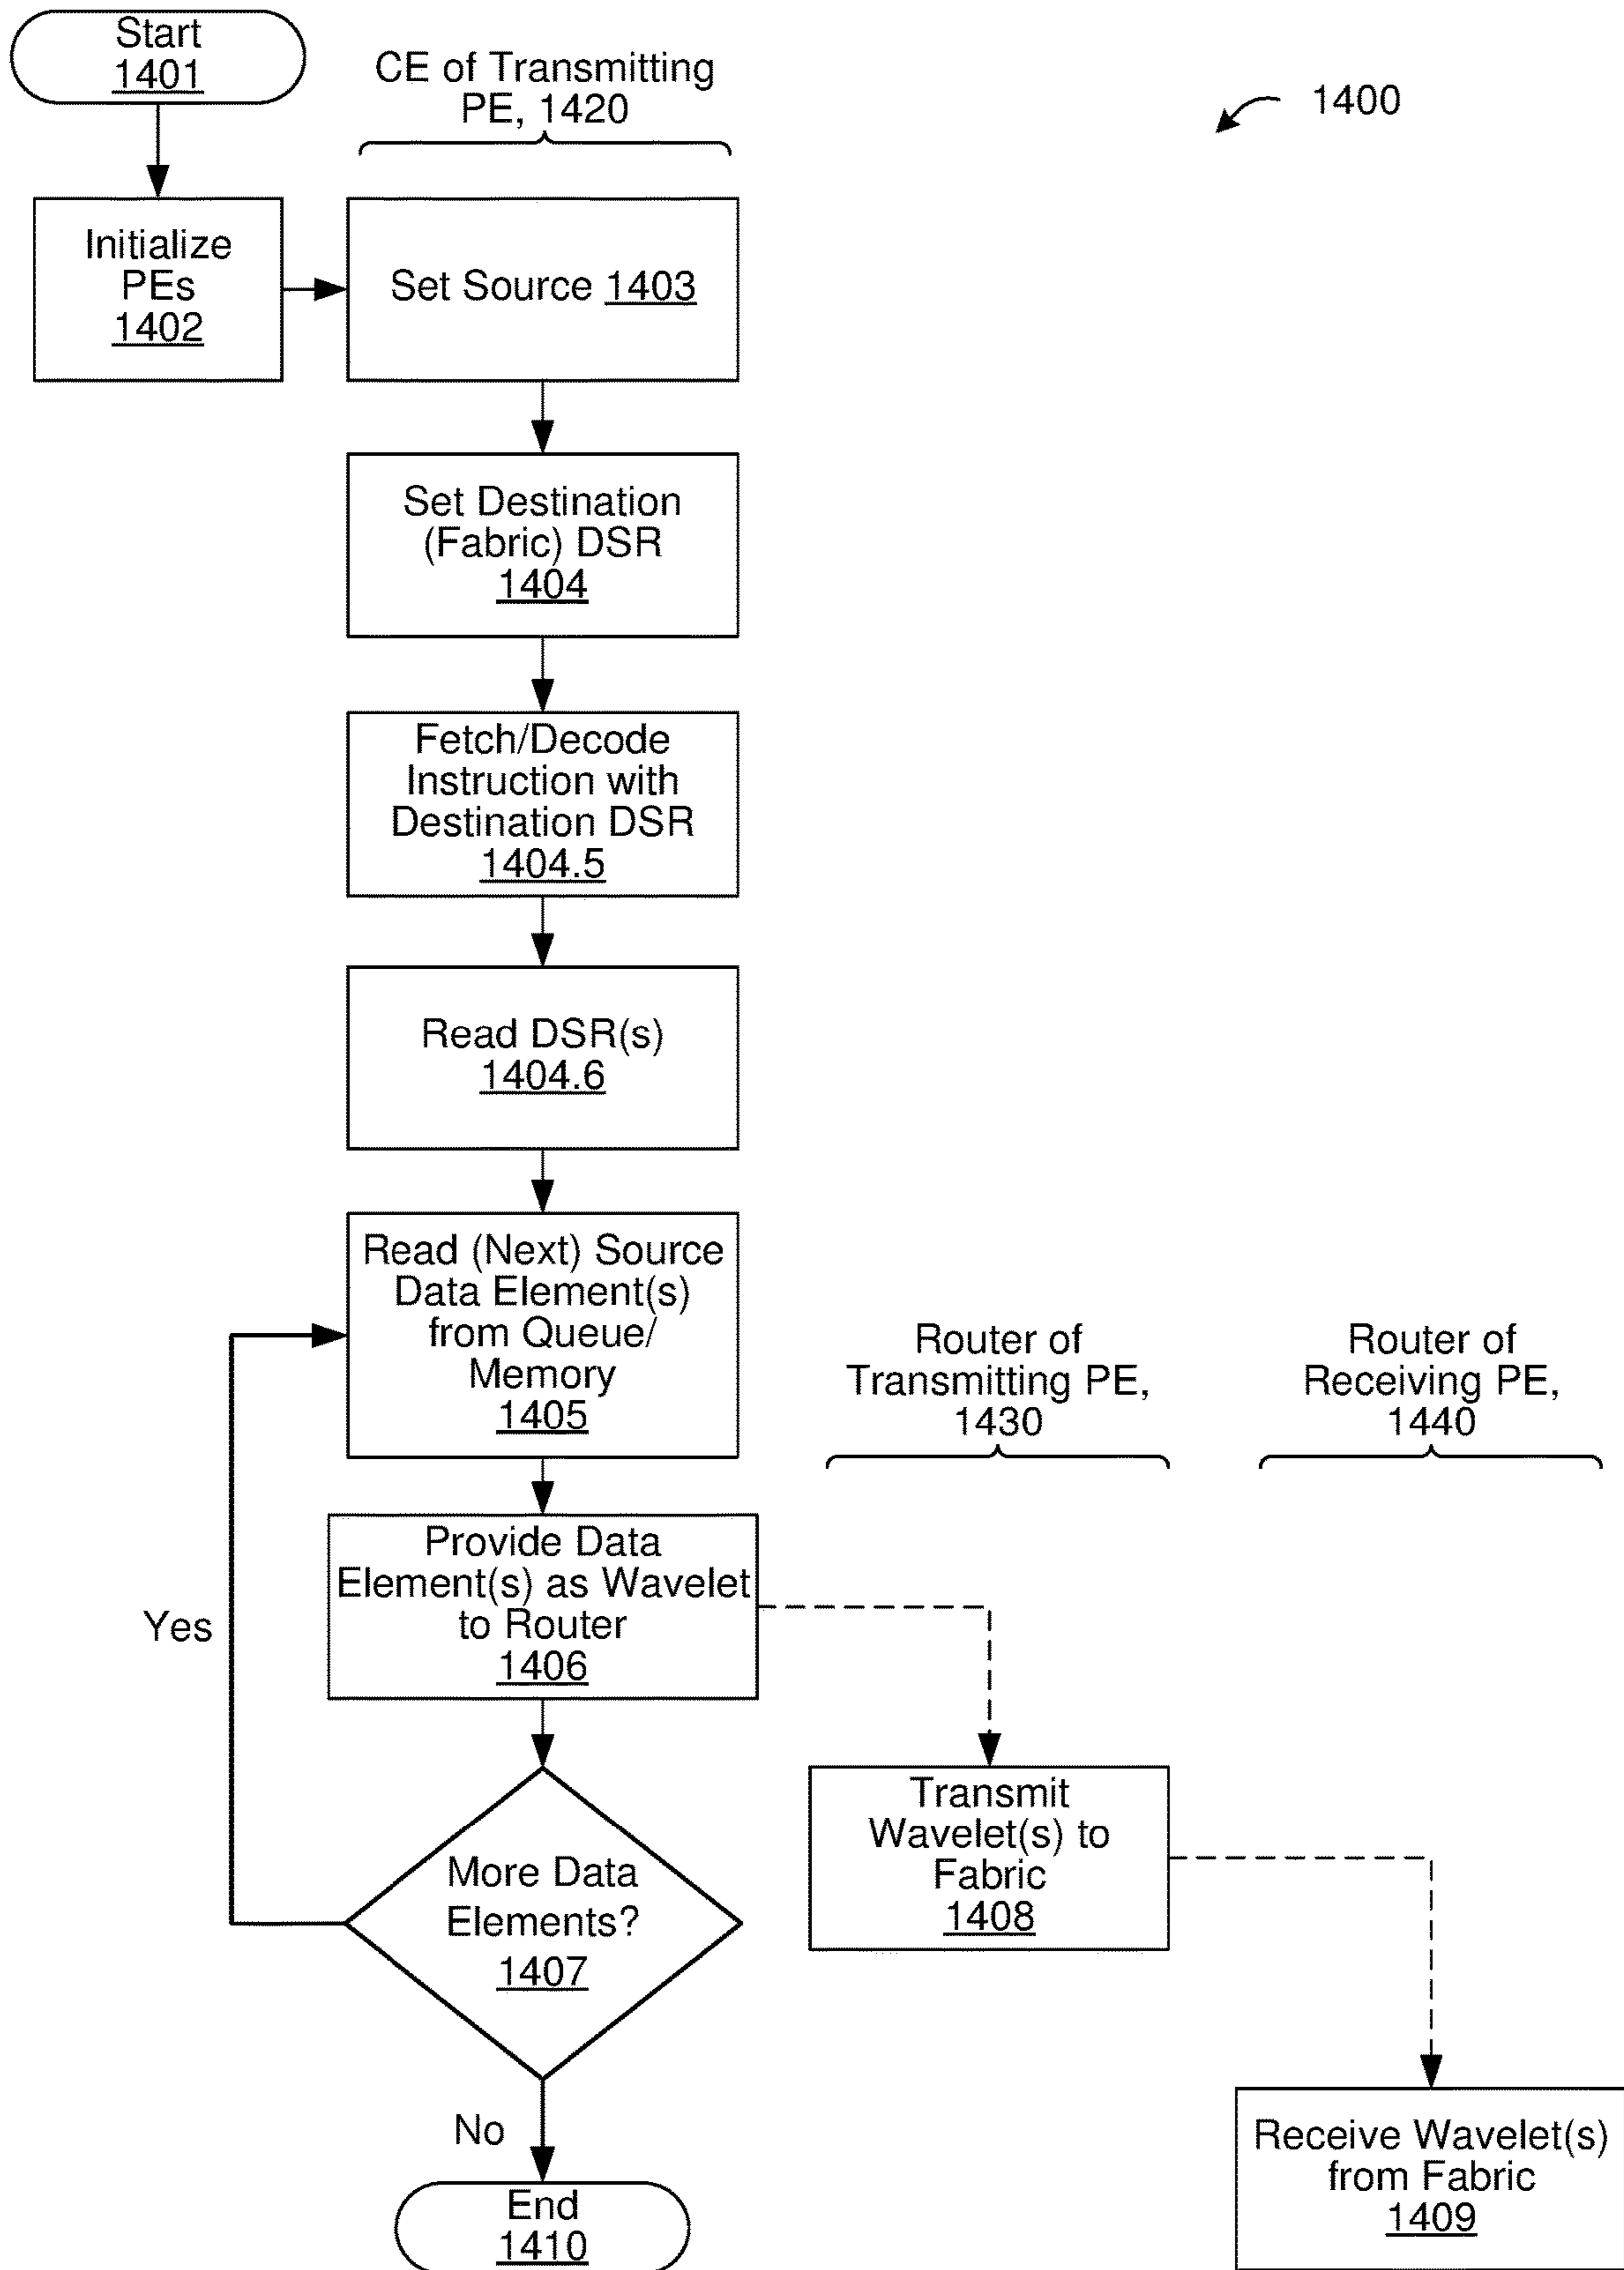 Start
1401
CE of Transmitting
PE, 1420
1400
Initialize
PEs
1402
Set Source 1403
Set Destination
(Fabric) DSR
1404
Fetch/Decode
Instruction with
Destination DSR
1404.5
Read DSR(s)
1404.6
Read (Next) Source
Data Element(s)
from Queue/
Memory
1405
Router of
Transmitting PE,
1430
Router of
Receiving PE,
1440
Provide Data
Element(s) as Wavelet
to Router
1406
Yes
Transmit
Wavelet(s) to
Fabric
1408
More Data
Elements?
1407
No
Receive Wavelet(s)
from Fabric
1409
End
1410